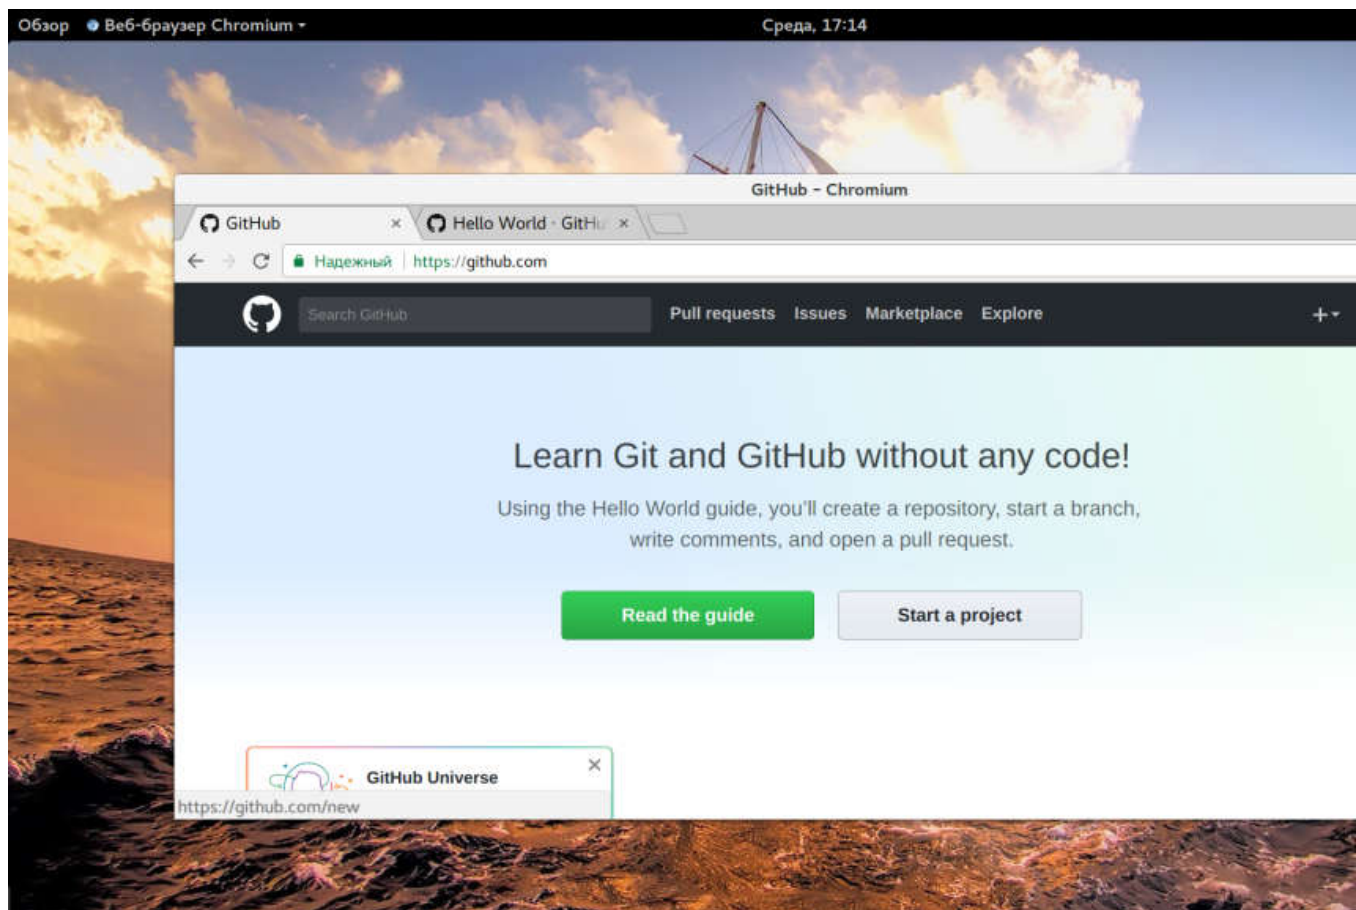 Обзор Веб-браузер Chromium Среда, 17:14
GitHub - Chromium
GitHub × Hello World · GitHu ×
Надежный https://github.com
Search GitHub Pull requests Issues Marketplace Explore
Learn Git and GitHub without any code!
Using the Hello World guide, you'll create a repository, start a branch,
write comments, and open a pull request.
Read the guide Start a project
GitHub Universe
https://github.com/new